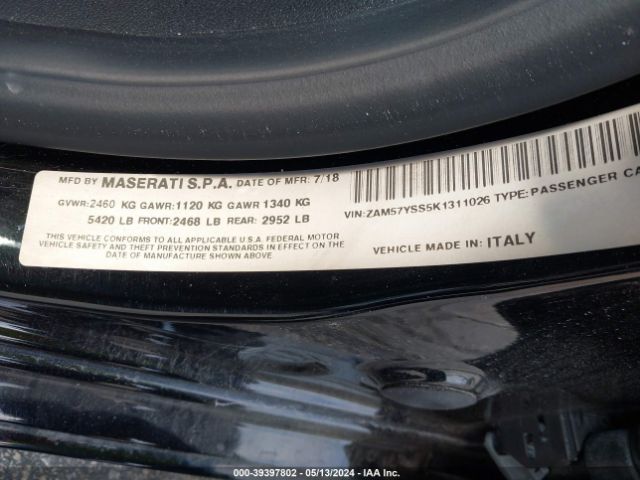 MFD BY MASERATI S.P.A. DATE OF MFR: 7/18
GVWR: 2460 KG GAWR: 1120 KG GAWR 1340 KG
5420 LB FRONT: 2468 LB REAR: 2952 LB
THIS VEHICLE CONFORMS TO ALL APPLICABLE U.S.A. FEDERAL MOTOR
VEHICLE SAFETY AND THEFT PREVENTION STANDARDS IN EFFECT ON THE
DATE OF MANUFACTURE SHOWN ABOVE
VIN: ZAM57YSS5K1311026 TYPE: PASSENGER CA
VEHICLE MADE IN: ITALY
000-39397802 - 05/13/2024 - IAA Inc.